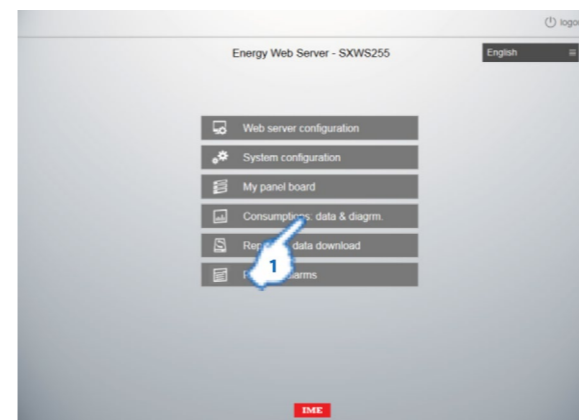 logo
Energy Web Server - SXWS255
English
Web server configuration
System configuration
My panel board
Consumptions: data & diagrm.
data download
1
IME